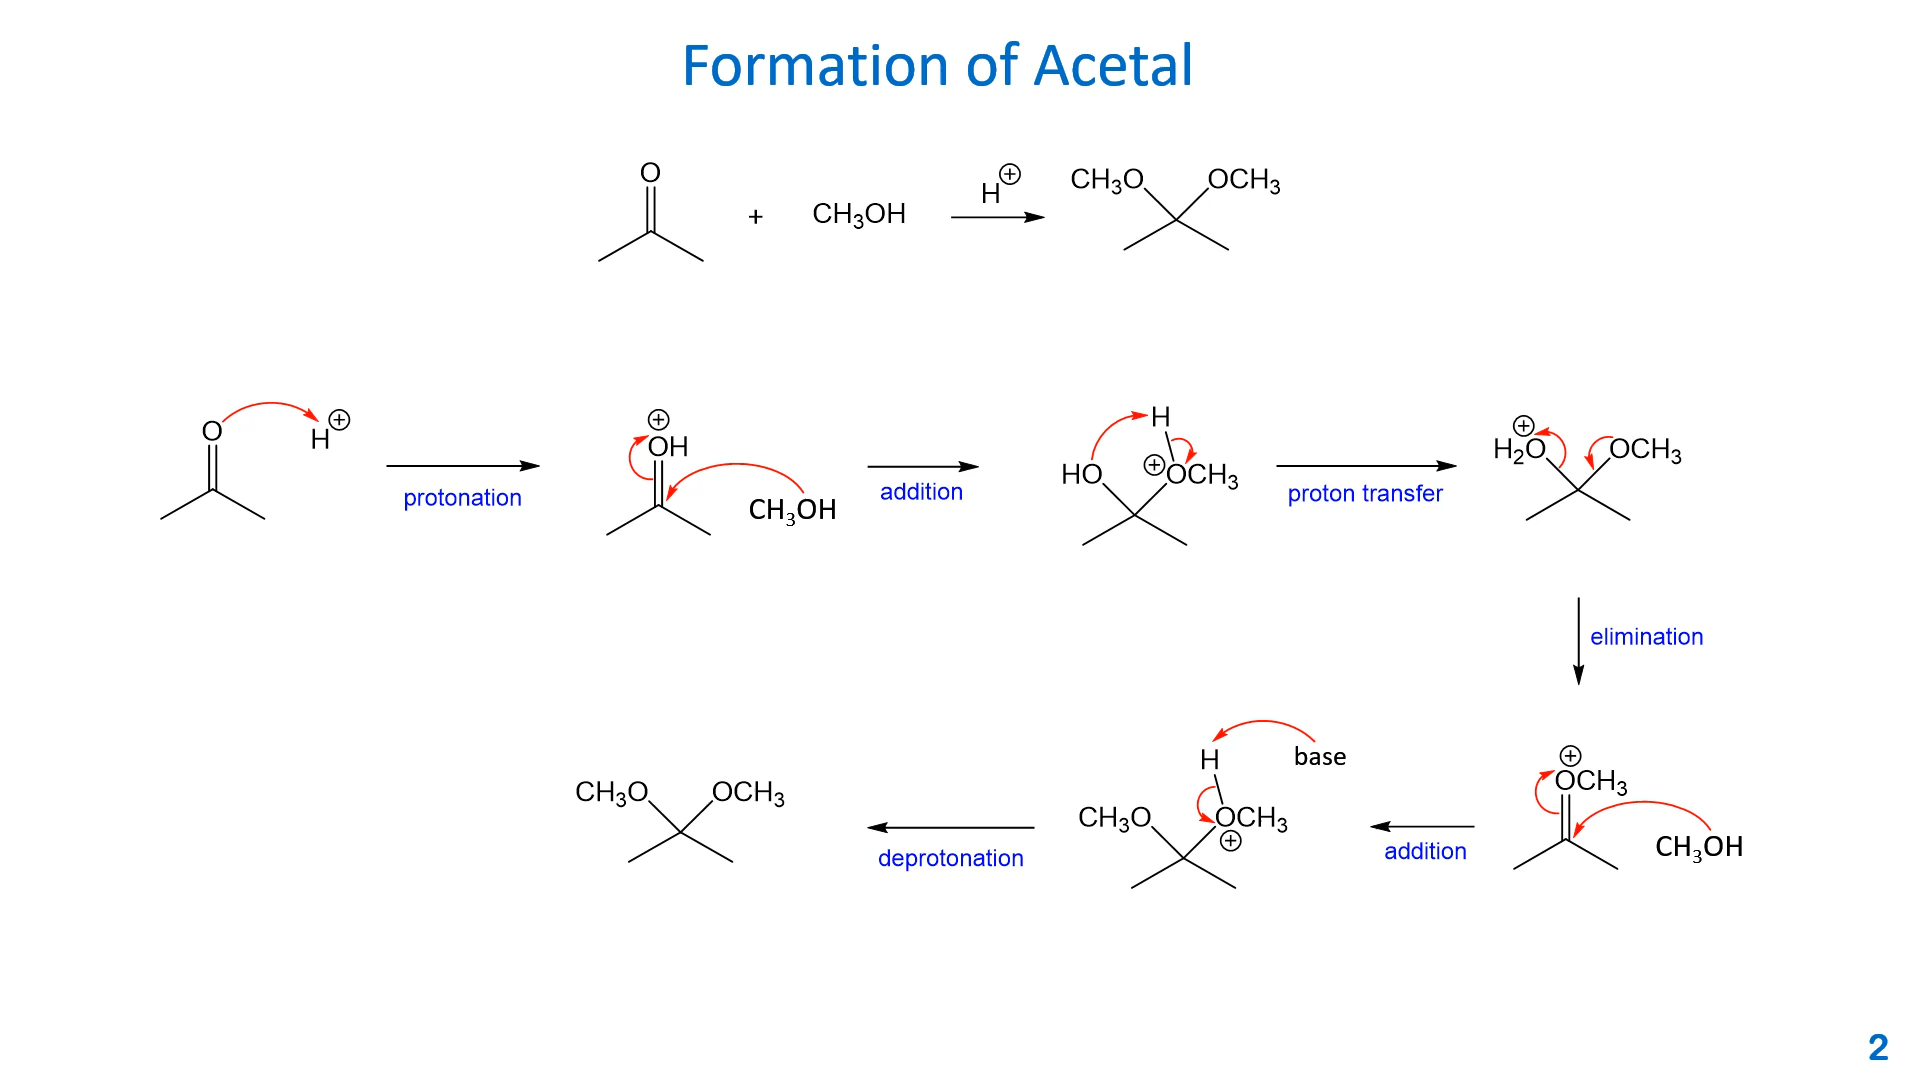 Formation of Acetal
O
+
CH₃OH
H⊕
CH₃O OCH₃
O
H⊕
protonation
⊕
OH
CH₃OH
addition
H
HO ⊕OCH₃
proton transfer
⊕
H₂O OCH₃
elimination
⊕
OCH₃
CH₃OH
addition
H
base
CH₃O OCH₃
⊕
deprotonation
CH₃O OCH₃
2